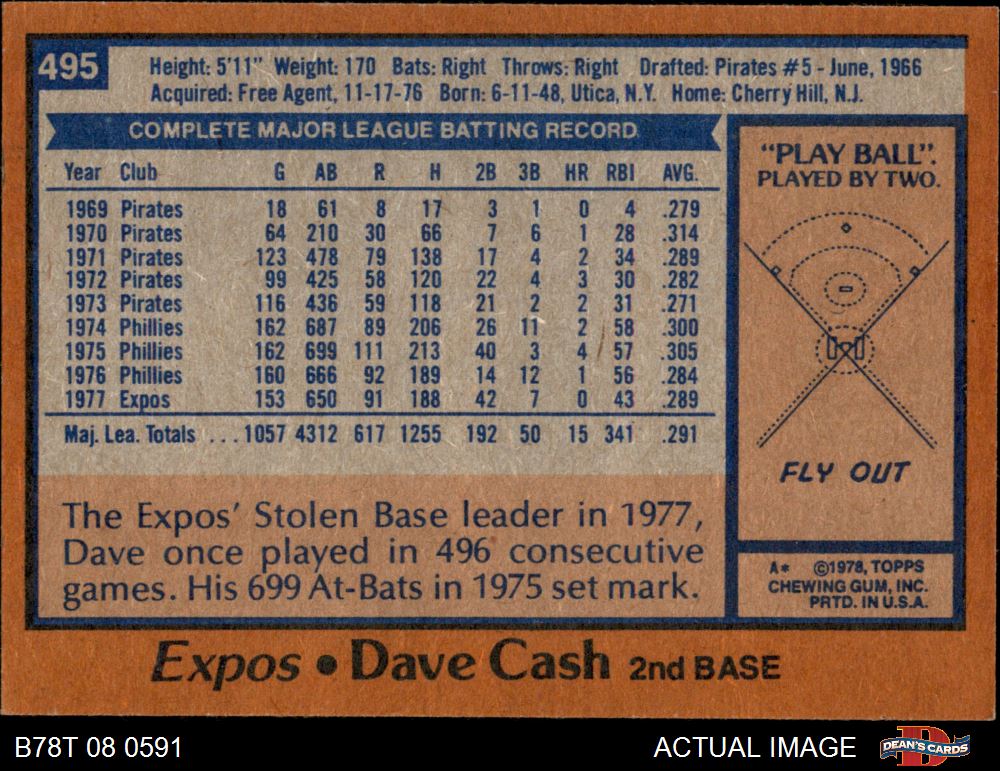 495
Height: 5'11" Weight: 170 Bats: Right Throws: Right Drafted: Pirates #5 - June, 1966
Acquired: Free Agent, 11-17-76 Born: 6-11-48, Utica, N.Y. Home: Cherry Hill, N.J.
COMPLETE MAJOR LEAGUE BATTING RECORD
Year Club G AB R H 2B 3B HR RBI AVG.
1969 Pirates 18 61 8 17 3 1 0 4 .279
1970 Pirates 64 210 30 66 7 6 1 28 .314
1971 Pirates 123 478 79 138 17 4 2 34 .289
1972 Pirates 99 425 58 120 22 4 3 30 .282
1973 Pirates 116 436 59 118 21 2 2 31 .271
1974 Phillies 162 687 89 206 26 11 2 58 .300
1975 Phillies 162 699 111 213 40 3 4 57 .305
1976 Phillies 160 666 92 189 14 12 1 56 .284
1977 Expos 153 650 91 188 42 7 0 43 .289
Maj. Lea. Totals ... 1057 4312 617 1255 192 50 15 341 .291
The Expos' Stolen Base leader in 1977,
Dave once played in 496 consecutive
games. His 699 At-Bats in 1975 set mark.
"PLAY BALL".
PLAYED BY TWO.
FLY OUT
A* ©1978, TOPPS
CHEWING GUM, INC.
PRTD. IN U.S.A.
Expos • Dave Cash 2nd BASE
B78T 08 0591 ACTUAL IMAGE DEAN'S CARDS